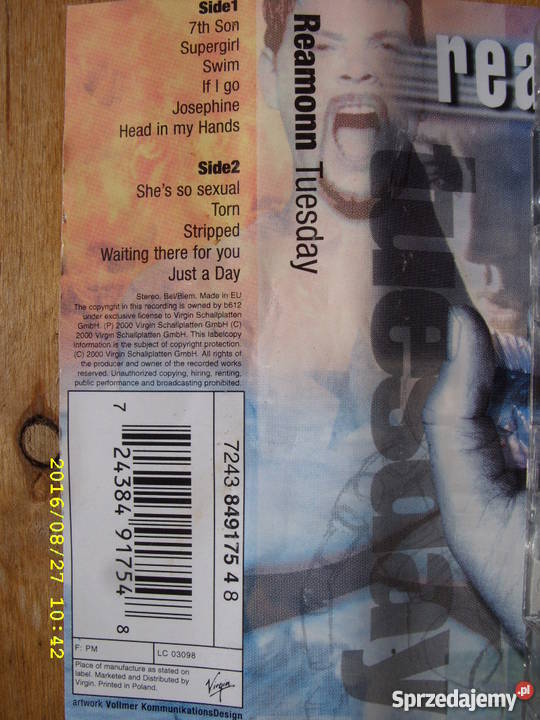 Side1
7th Son
Supergirl
Swim
If I go
Josephine
Head in my Hands
Side2
She's so sexual
Torn
Stripped
Waiting there for you
Just a Day
Stereo. Bel/Biem. Made in EU
The copyright in this recording is owned by b612
under exclusive license to Virgin Schallplatten
GmbH. (P) 2000 Virgin Schallplatten GmbH (C)
2000 Virgin Schallplatten GmbH. This labelcopy
information is the subject of copyright protection.
(C) 2000 Virgin Schallplatten GmbH. All rights of
the producer and owner of the recorded works
reserved. Unauthorized copying, hiring, renting,
public performance and broadcasting prohibited.
7243 849175 4 8
7 24384 91754 8
F: PM
LC 03098
Place of manufacture as stated on
label. Marketed and Distributed by
Virgin. Printed in Poland.
Virgin
artwork Vollmer KommunikationsDesign
Reamonn Tuesday
rea
tuesday
2016/08/27 10:42
Sprzedajemy.pl